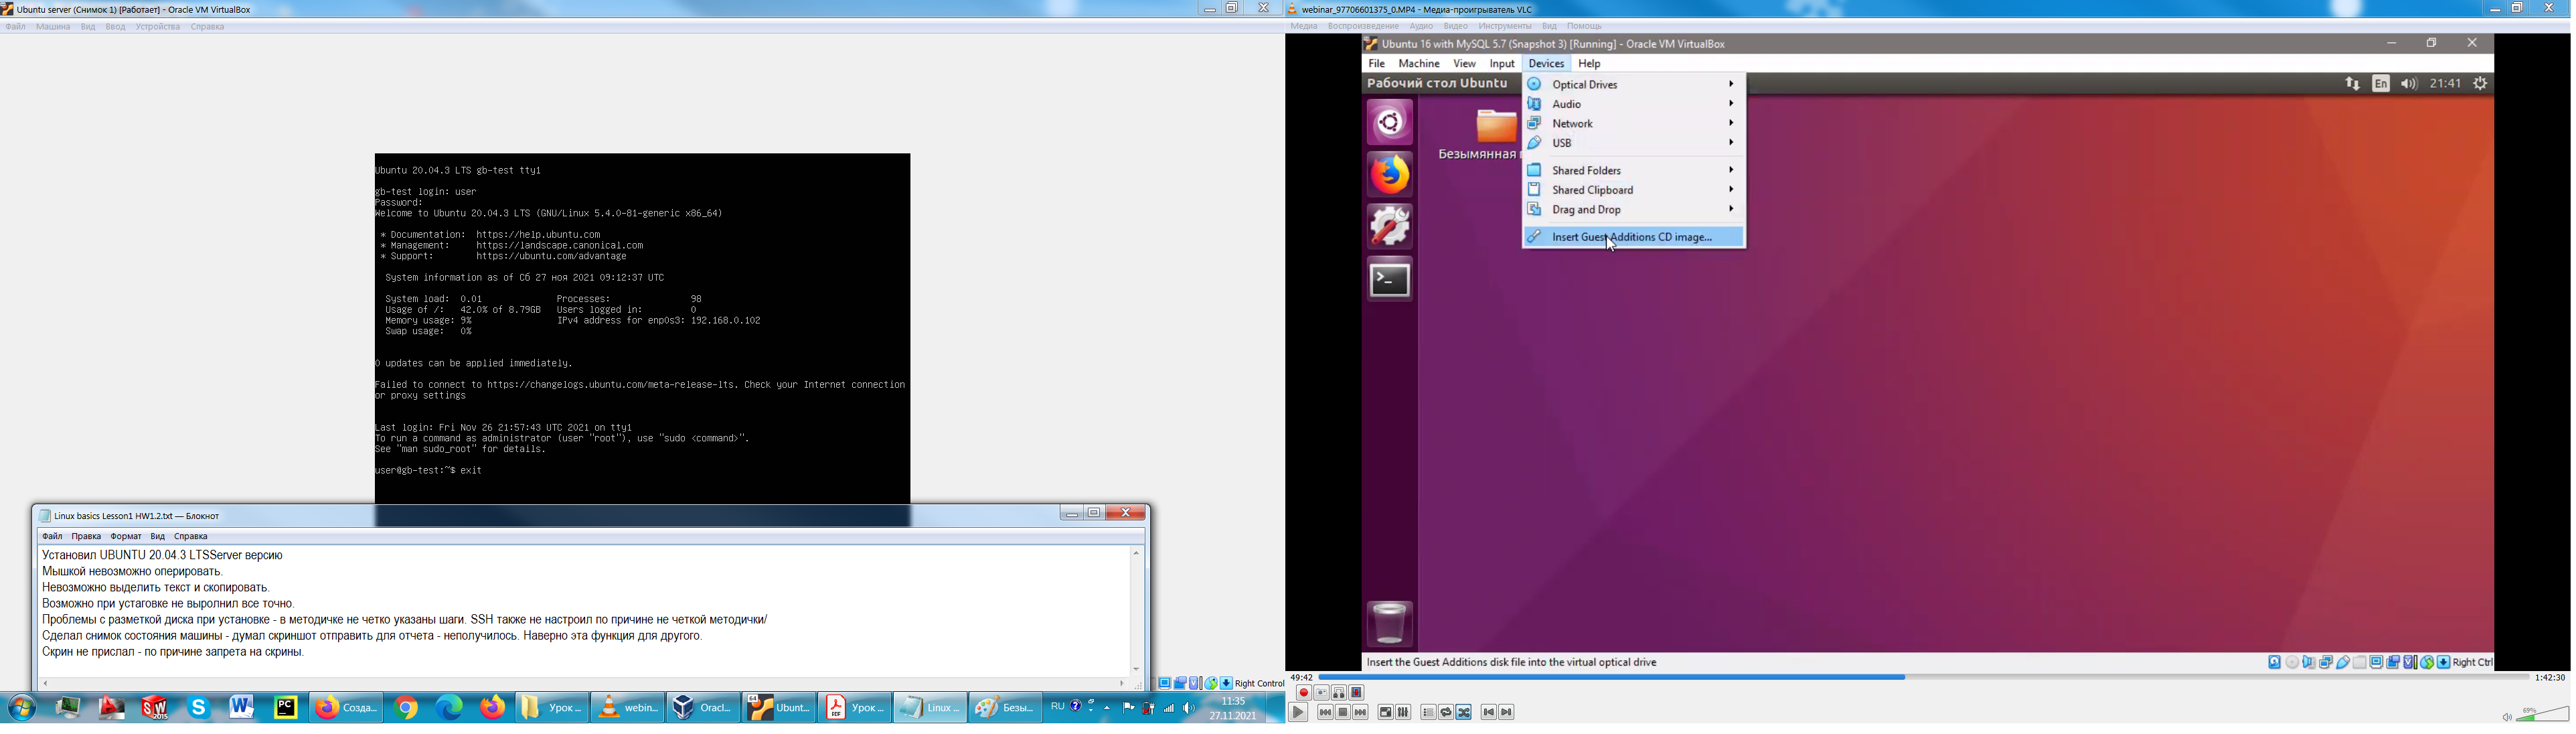 Ubuntu server (Снимок 1) [Работает] - Oracle VM VirtualBox
Файл Машина Вид Ввод Устройства Справка
Ubuntu 20.04.3 LTS gb-test tty1
gb-test login: user
Password:
Welcome to Ubuntu 20.04.3 LTS (GNU/Linux 5.4.0-81-generic x86_64)
* Documentation: https://help.ubuntu.com
* Management: https://landscape.canonical.com
* Support: https://ubuntu.com/advantage
System information as of Сб 27 ноя 2021 09:12:37 UTC
System load: 0.01 Processes: 98
Usage of /: 42.0% of 8.79GB Users logged in: 0
Memory usage: 9% IPv4 address for enp0s3: 192.168.0.102
Swap usage: 0%
0 updates can be applied immediately.
Failed to connect to https://changelogs.ubuntu.com/meta-release-lts. Check your Internet connection
or proxy settings
Last login: Fri Nov 26 21:57:43 UTC 2021 on tty1
To run a command as administrator (user "root"), use "sudo <command>".
See "man sudo_root" for details.
user@gb-test:~$ exit
Linux basics Lesson1 HW1.2.txt — Блокнот
Файл Правка Формат Вид Справка
Установил UBUNTU 20.04.3 LTSServer версию
Мышкой невозможно оперировать.
Невозможно выделить текст и скопировать.
Возможно при устаговке не выролнил все точно.
Проблемы с разметкой диска при установке - в методичке не четко указаны шаги. SSH также не настроил по причине не четкой методички/
Сделал снимок состояния машины - думал скриншот отправить для отчета - неполучилось. Наверно эта функция для другого.
Скрин не прислал - по причине запрета на скрины.
Right Control
SW
2015
PC
Созда...
Урок ...
webin...
Oracl...
64
Ubunt...
PDF
Урок ...
Linux ...
Безы...
RU
11:35
27.11.2021
webinar_97706601375_0.MP4 - Медиа-проигрыватель VLC
Медиа Воспроизведение Аудио Видео Инструменты Вид Помощь
Ubuntu 16 with MySQL 5.7 (Snapshot 3) [Running] - Oracle VM VirtualBox
File Machine View Input Devices Help
Рабочий стол Ubuntu
En 21:41
Безымянная
Optical Drives
Audio
Network
USB
Shared Folders
Shared Clipboard
Drag and Drop
Insert Guest Additions CD image...
Insert the Guest Additions disk file into the virtual optical drive
Right Ctrl
49:42
1:42:30
69%